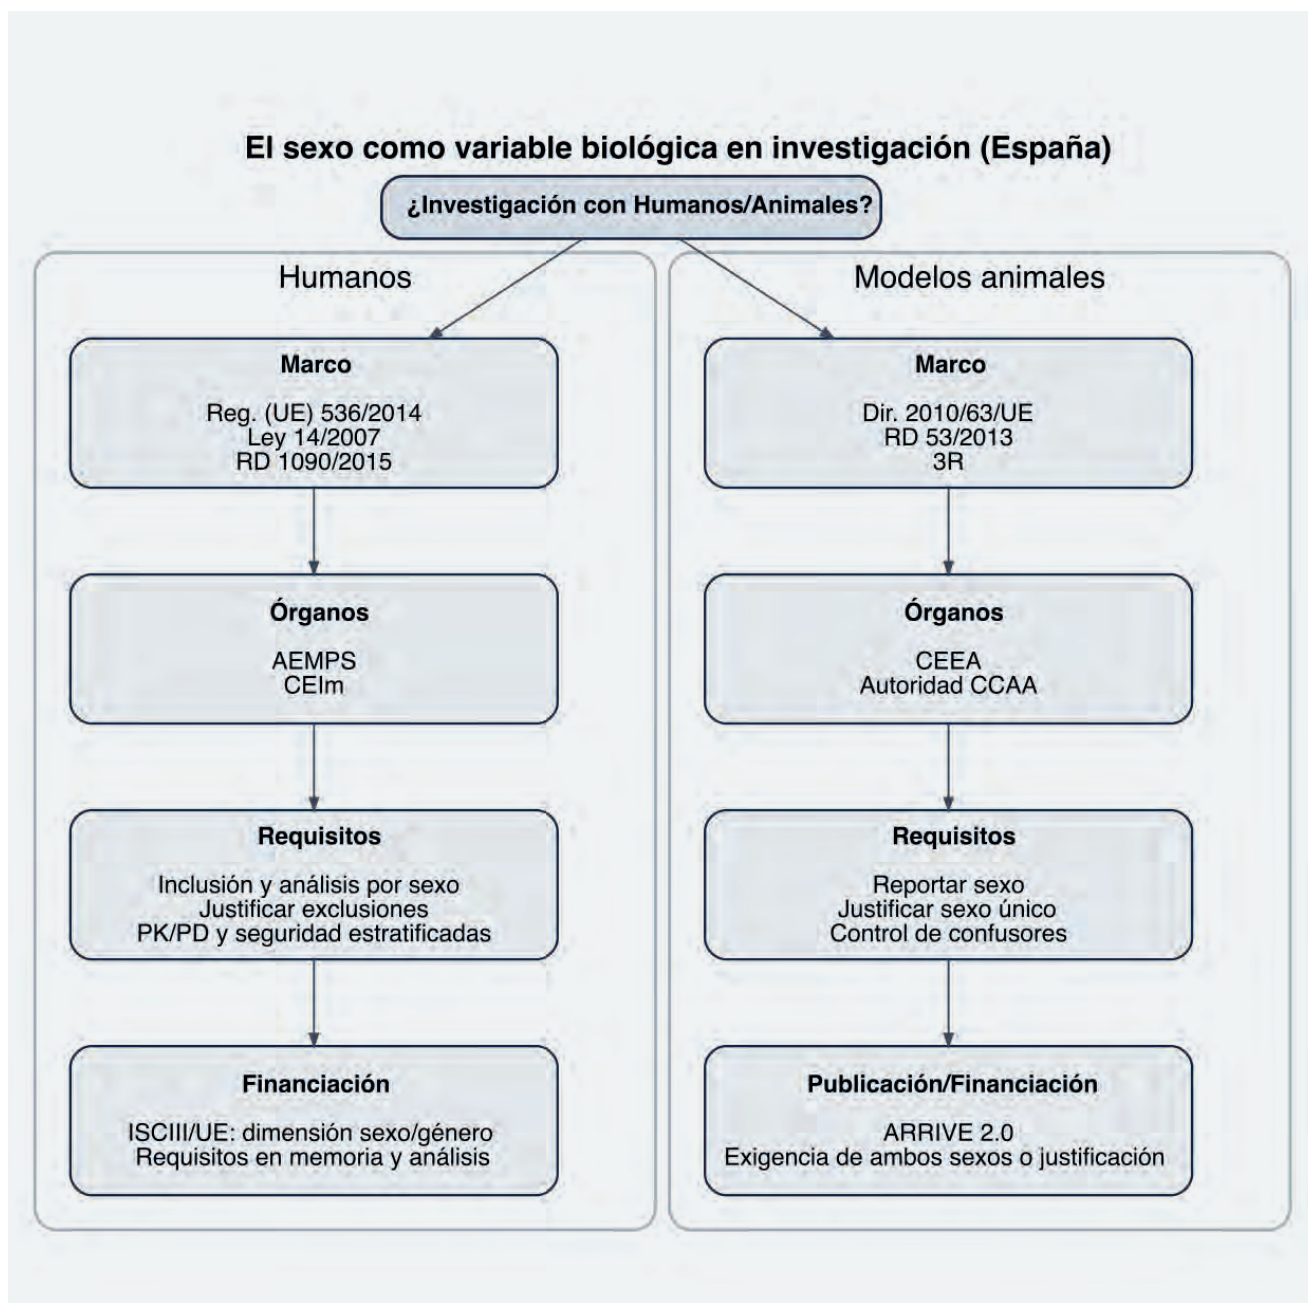 El sexo como variable biológica en investigación (España)
¿Investigación con Humanos/Animales?
Humanos
Marco
Reg. (UE) 536/2014
Ley 14/2007
RD 1090/2015
Órganos
AEMPS
CEIm
Requisitos
Inclusión y análisis por sexo
Justificar exclusiones
PK/PD y seguridad estratificadas
Financiación
ISCIII/UE: dimensión sexo/género
Requisitos en memoria y análisis
Modelos animales
Marco
Dir. 2010/63/UE
RD 53/2013
3R
Órganos
CEEA
Autoridad CCAA
Requisitos
Reportar sexo
Justificar sexo único
Control de confusores
Publicación/Financiación
ARRIVE 2.0
Exigencia de ambos sexos o justificación